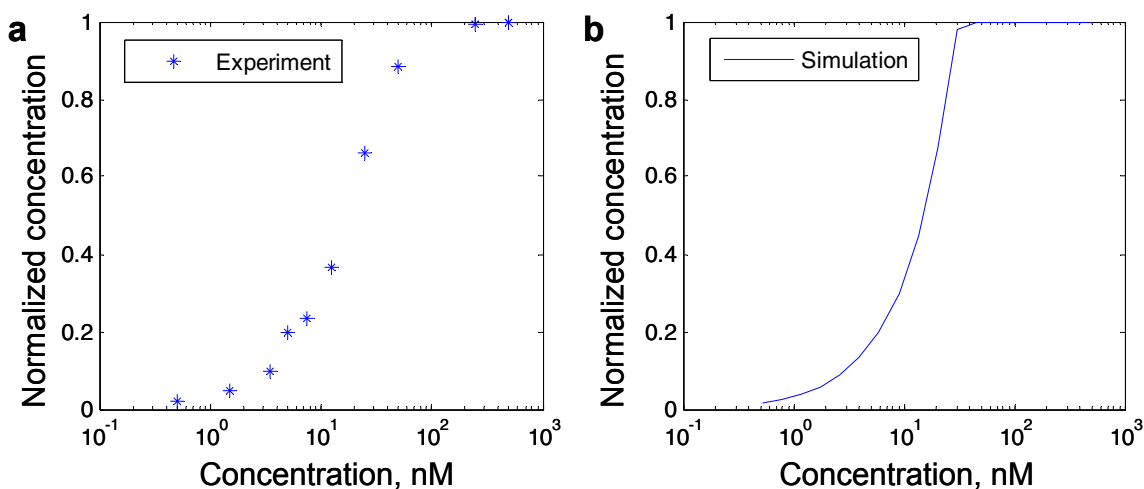 a
Experiment
Normalized concentration
1
0.8
0.6
0.4
0.2
0
10^-1
10^0
10^1
10^2
10^3
Concentration, nM
b
Simulation
Normalized concentration
1
0.8
0.6
0.4
0.2
0
10^-1
10^0
10^1
10^2
10^3
Concentration, nM